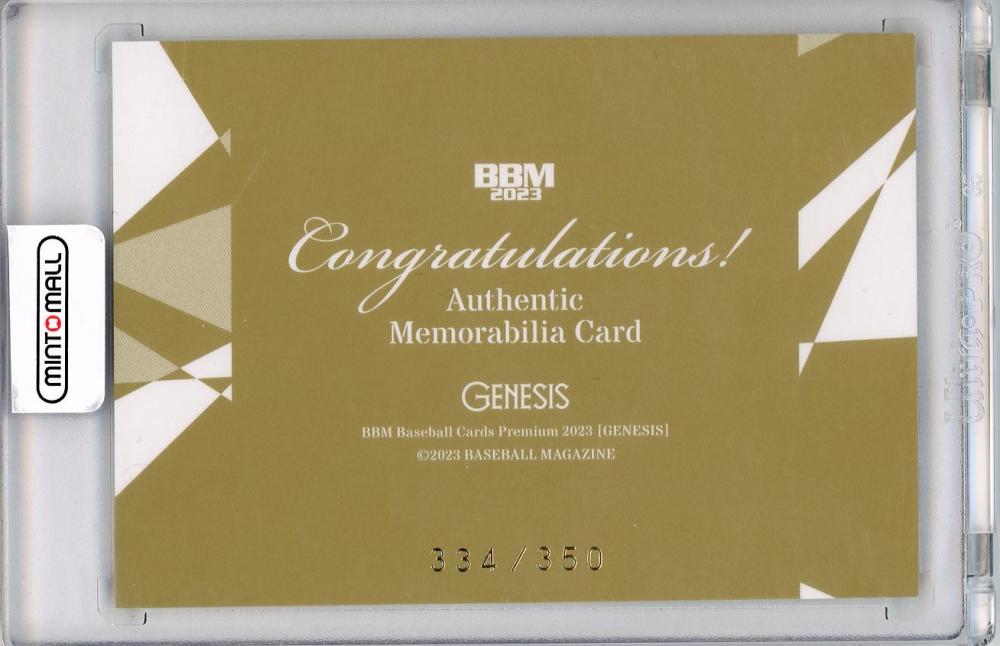 BBM
2023
Congratulations!
Authentic
Memorabilia Card
GENESIS
BBM Baseball Cards Premium 2023 [GENESIS]
©2023 BASEBALL MAGAZINE
334/350
MINTOMALL
UltraPRO